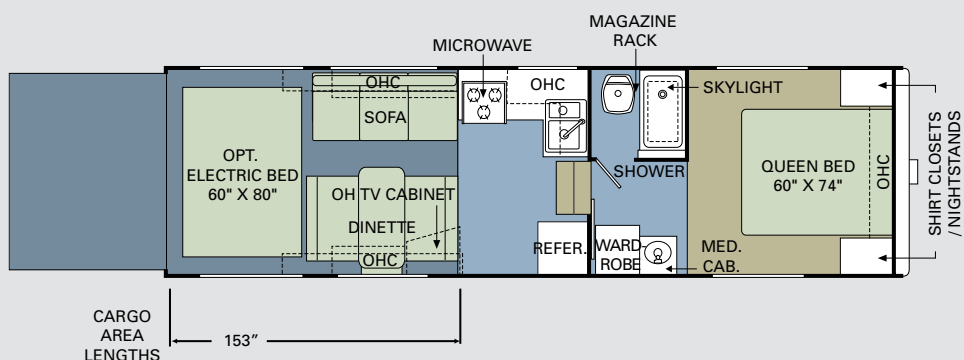 MAGAZINE
RACK
MICROWAVE
OHC
OHC
SKYLIGHT
SOFA
OPT.
ELECTRIC BED
60" X 80"
SHOWER
QUEEN BED
60" X 74"
OHC
SHIRT CLOSETS
/ NIGHTSTANDS
OH TV CABINET
DINETTE
REFER.
WARD-
ROBE
MED.
CAB.
OHC
CARGO
AREA
LENGTHS
153”